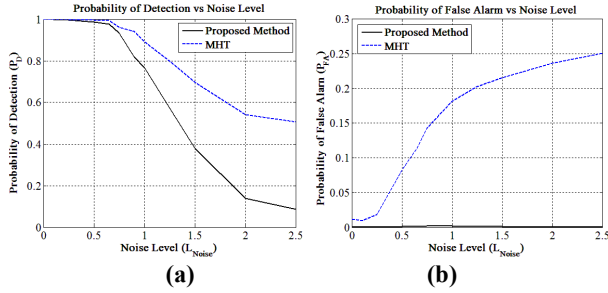 Probability of Detection vs Noise Level
Proposed Method
MHT
Probability of Detection (P_D)
1
0.8
0.6
0.4
0.2
0
0
0.5
1
1.5
2
2.5
Noise Level (L_Noise)
(a)
Probability of False Alarm vs Noise Level
Proposed Method
MHT
Probability of False Alarm (P_FA)
0.3
0.25
0.2
0.15
0.1
0.05
0
0
0.5
1
1.5
2
2.5
Noise Level (L_Noise)
(b)